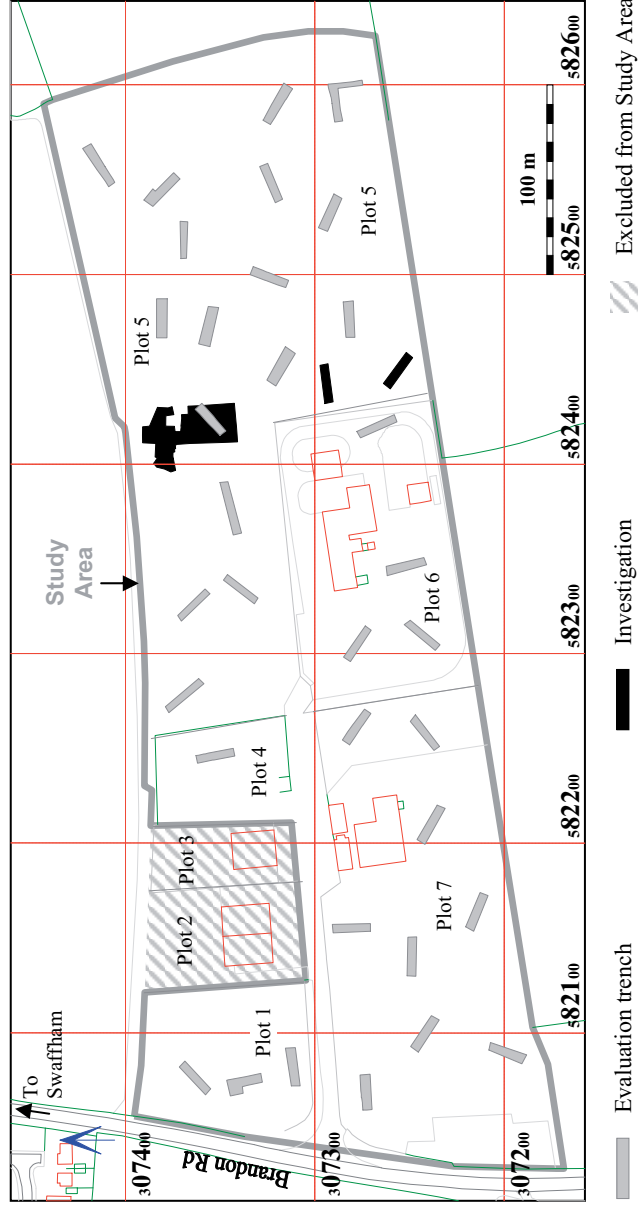 Study
Area
To
Swaffham
Brandon Rd
Plot 1
Plot 2
Plot 3
Plot 4
Plot 5
Plot 5
Plot 6
Plot 7
307400
307300
307200
582100
582200
582300
582400
582500
582600
100 m
Evaluation trench
Investigation
Excluded from Study Area